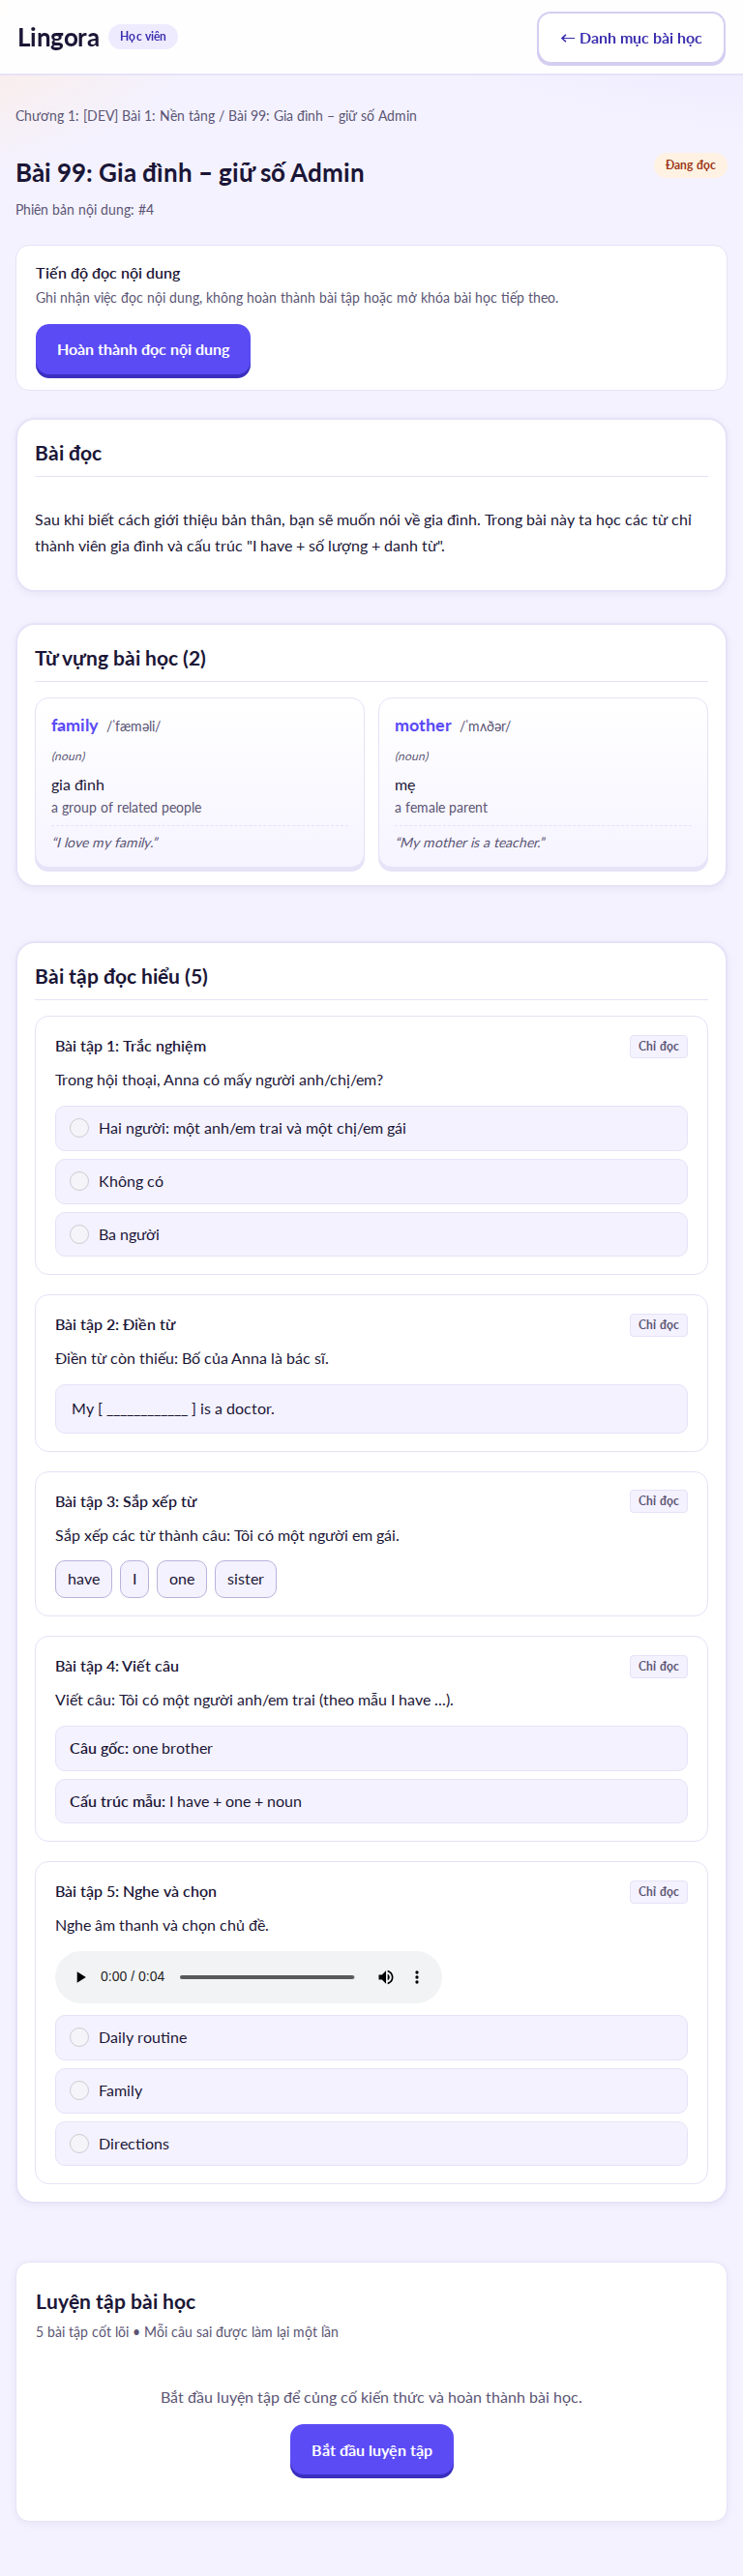 Lingora
Học viên
← Danh mục bài học
Chương 1: [DEV] Bài 1: Nền tảng / Bài 99: Gia đình – giữ số Admin
Bài 99: Gia đình – giữ số Admin
Đang đọc
Phiên bản nội dung: #4
Tiến độ đọc nội dung
Ghi nhận việc đọc nội dung, không hoàn thành bài tập hoặc mở khóa bài học tiếp theo.
Hoàn thành đọc nội dung
Bài đọc
Sau khi biết cách giới thiệu bản thân, bạn sẽ muốn nói về gia đình. Trong bài này ta học các từ chỉ
thành viên gia đình và cấu trúc "I have + số lượng + danh từ".
Từ vựng bài học (2)
family /ˈfæməli/
(noun)
gia đình
a group of related people
“I love my family.”
mother /ˈmʌðər/
(noun)
mẹ
a female parent
“My mother is a teacher.”
Bài tập đọc hiểu (5)
Bài tập 1: Trắc nghiệm
Chỉ đọc
Trong hội thoại, Anna có mấy người anh/chị/em?
Hai người: một anh/em trai và một chị/em gái
Không có
Ba người
Bài tập 2: Điền từ
Chỉ đọc
Điền từ còn thiếu: Bố của Anna là bác sĩ.
My [ ____________ ] is a doctor.
Bài tập 3: Sắp xếp từ
Chỉ đọc
Sắp xếp các từ thành câu: Tôi có một người em gái.
have I one sister
Bài tập 4: Viết câu
Chỉ đọc
Viết câu: Tôi có một người anh/em trai (theo mẫu I have ...).
Câu gốc: one brother
Cấu trúc mẫu: I have + one + noun
Bài tập 5: Nghe và chọn
Chỉ đọc
Nghe âm thanh và chọn chủ đề.
0:00 / 0:04
Daily routine
Family
Directions
Luyện tập bài học
5 bài tập cốt lõi • Mỗi câu sai được làm lại một lần
Bắt đầu luyện tập để củng cố kiến thức và hoàn thành bài học.
Bắt đầu luyện tập